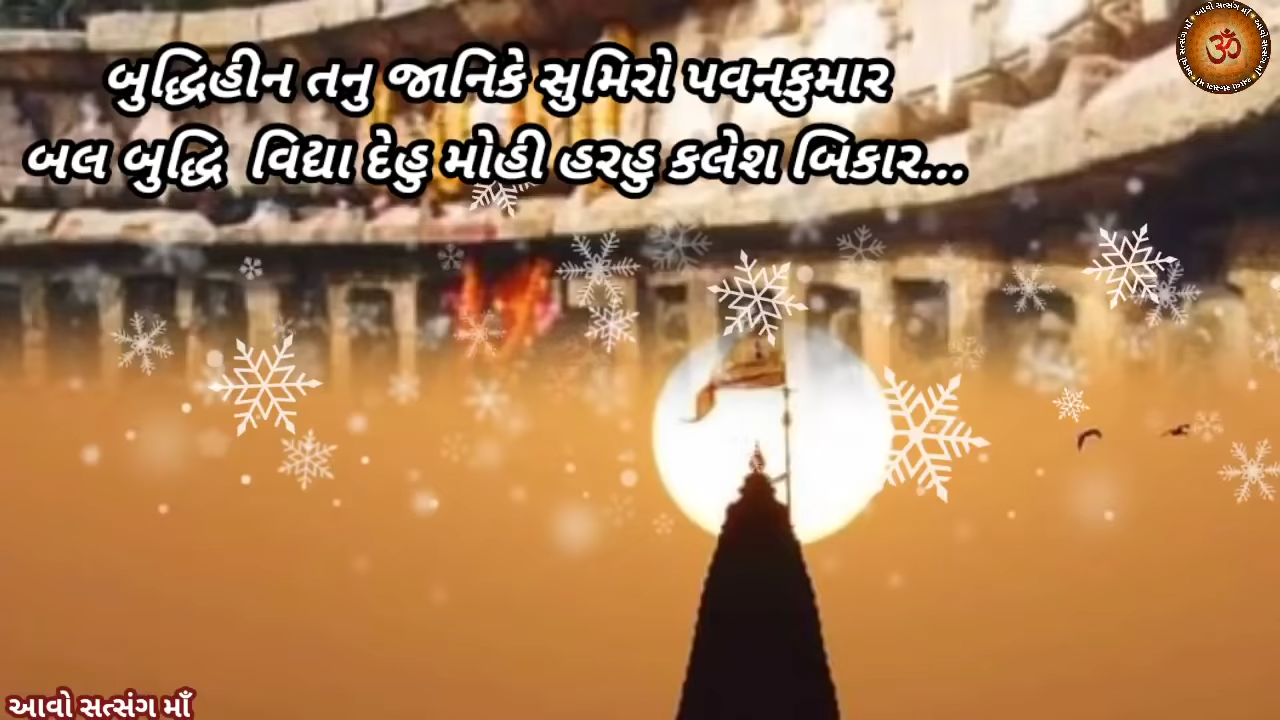 બુદ્ધિહીન તનુ જાનિકે સુમિરો પવનકુમાર
બલ બુદ્ધિ વિદ્યા દેહુ મોહી હરહુ કલેશ બિકાર...
ૐ
આવો સત્સંગ માઁ